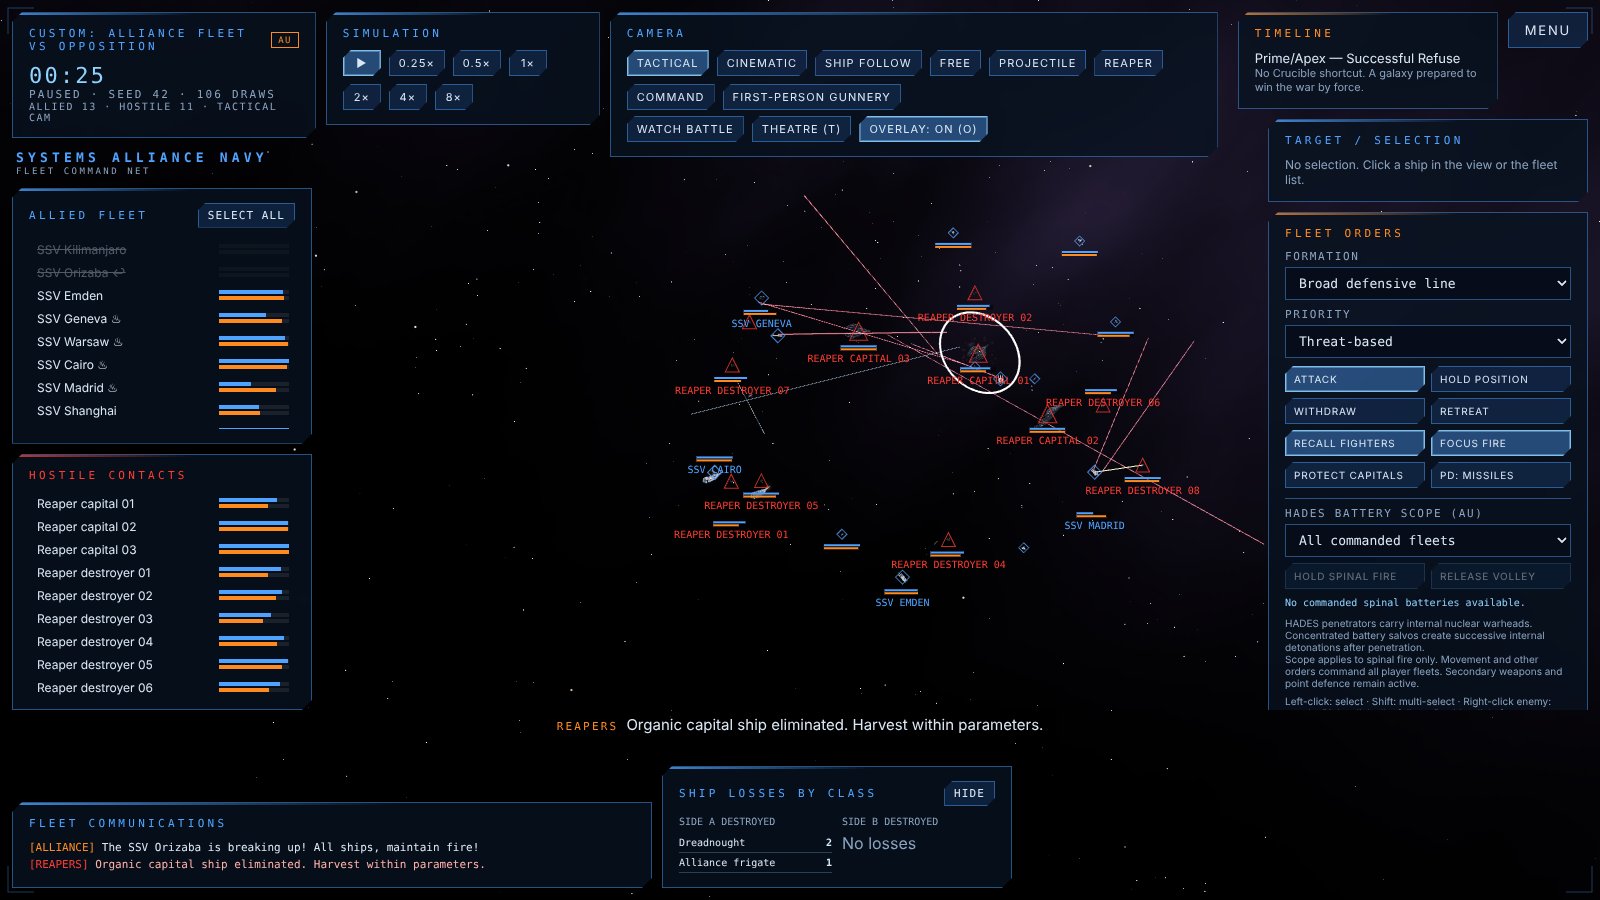 CUSTOM: ALLIANCE FLEET
VS OPPOSITION
AU
00:25
PAUSED · SEED 42 · 106 DRAWS
ALLIED 13 · HOSTILE 11 · TACTICAL
CAM
SIMULATION
▶
0.25×
0.5×
1×
2×
4×
8×
CAMERA
TACTICAL
CINEMATIC
SHIP FOLLOW
FREE
PROJECTILE
REAPER
COMMAND
FIRST-PERSON GUNNERY
WATCH BATTLE
THEATRE (T)
OVERLAY: ON (O)
TIMELINE
Prime/Apex — Successful Refuse
No Crucible shortcut. A galaxy prepared to
win the war by force.
MENU
SYSTEMS ALLIANCE NAVY
FLEET COMMAND NET
ALLIED FLEET
SELECT ALL
SSV Kilimanjaro
SSV Orizaba ↩
SSV Emden
SSV Geneva ♨
SSV Warsaw ♨
SSV Cairo ♨
SSV Madrid ♨
SSV Shanghai
HOSTILE CONTACTS
Reaper capital 01
Reaper capital 02
Reaper capital 03
Reaper destroyer 01
Reaper destroyer 02
Reaper destroyer 03
Reaper destroyer 04
Reaper destroyer 05
Reaper destroyer 06
REAPER DESTROYER 02
SSV GENEVA
REAPER CAPITAL 03
REAPER CAPITAL 01
REAPER DESTROYER 07
REAPER DESTROYER 06
REAPER CAPITAL 02
SSV CAIRO
REAPER DESTROYER 08
REAPER DESTROYER 05
SSV MADRID
REAPER DESTROYER 01
REAPER DESTROYER 04
SSV EMDEN
TARGET / SELECTION
No selection. Click a ship in the view or the fleet
list.
FLEET ORDERS
FORMATION
Broad defensive line
PRIORITY
Threat-based
ATTACK
HOLD POSITION
WITHDRAW
RETREAT
RECALL FIGHTERS
FOCUS FIRE
PROTECT CAPITALS
PD: MISSILES
HADES BATTERY SCOPE (AU)
All commanded fleets
HOLD SPINAL FIRE
RELEASE VOLLEY
No commanded spinal batteries available.
HADES penetrators carry internal nuclear warheads.
Concentrated battery salvos create successive internal
detonations after penetration.
Scope applies to spinal fire only. Movement and other
orders command all player fleets. Secondary weapons and
point defence remain active.
Left-click: select · Shift: multi-select · Right-click enemy:
REAPERS Organic capital ship eliminated. Harvest within parameters.
FLEET COMMUNICATIONS
[ALLIANCE] The SSV Orizaba is breaking up! All ships, maintain fire!
[REAPERS] Organic capital ship eliminated. Harvest within parameters.
SHIP LOSSES BY CLASS
HIDE
SIDE A DESTROYED
Dreadnought 2
Alliance frigate 1
SIDE B DESTROYED
No losses